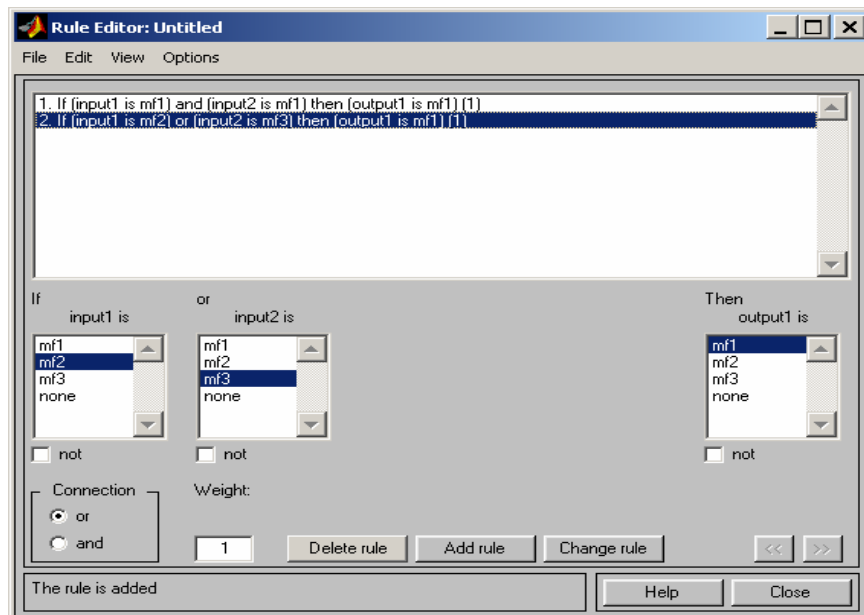 Rule Editor: Untitled
File Edit View Options
1. If (input1 is mf1) and (input2 is mf1) then (output1 is mf1) (1)
2. If (input1 is mf2) or (input2 is mf3) then (output1 is mf1) (1)
If or Then
input1 is input2 is output1 is
mf1 mf1 mf1
mf2 mf2 mf2
mf3 mf3 mf3
none none none
not not not
Connection Weight:
or
and 1 Delete rule Add rule Change rule << >>
The rule is added Help Close